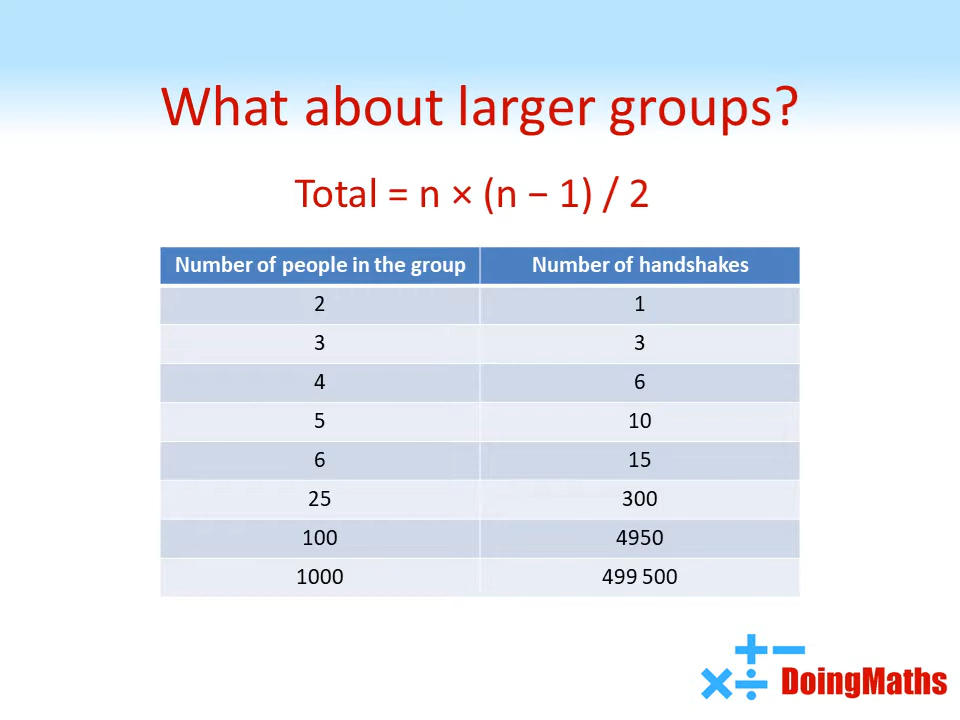 What about larger groups?
Total = n × (n − 1) / 2
Number of people in the group Number of handshakes
2 1
3 3
4 6
5 10
6 15
25 300
100 4950
1000 499 500
DoingMaths